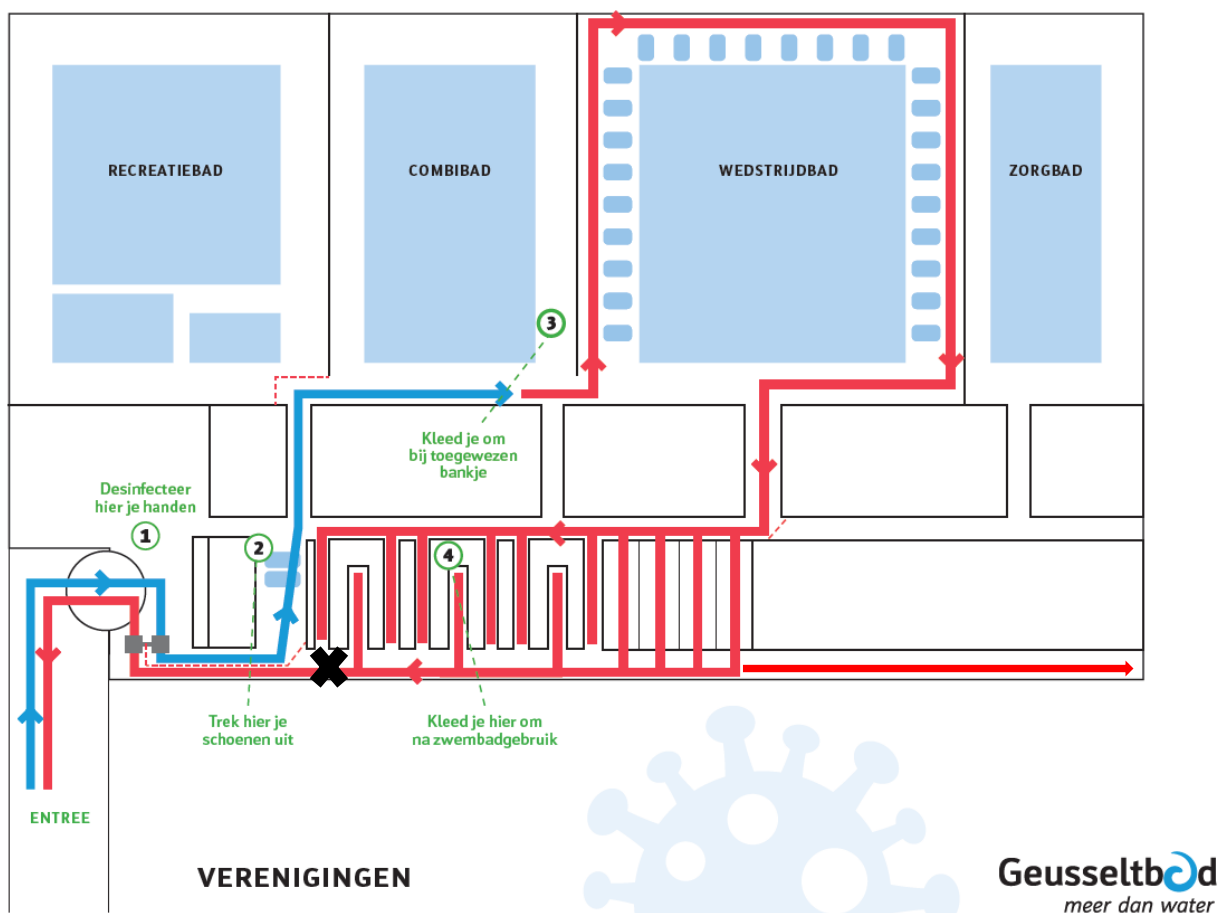 RECREATIEBAD
COMBIBAD
WEDSTRIJDBAD
ZORGBAD
3
Kleed je om
bij toegewezen
bankje
Desinfecteer
hier je handen
1
2
4
Trek hier je
schoenen uit
Kleed je hier om
na zwembadgebruik
ENTREE
VERENIGINGEN
Geusseltbad
meer dan water